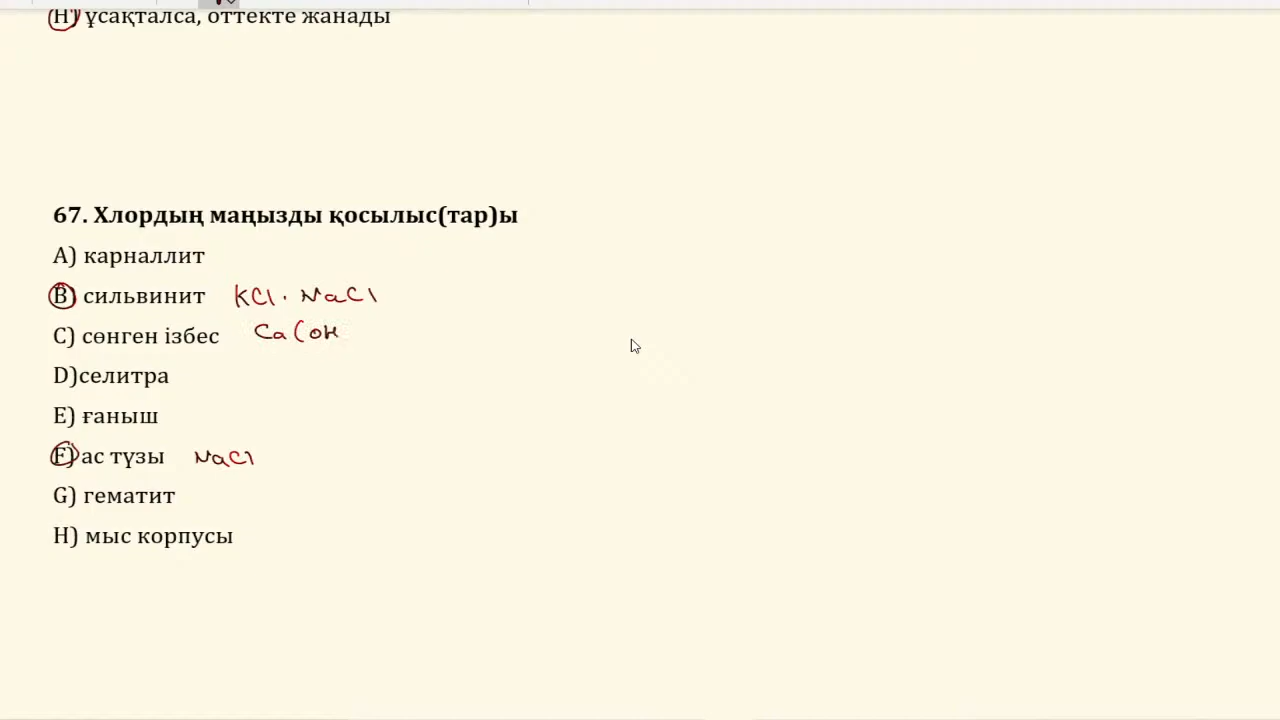 H) ұсақталса, оттекте жанады
67. Хлордың маңызды қосылыс(тар)ы
A) карналлит
B) сильвинит KCl · NaCl
C) сөнген ізбес Ca(OH
D)селитра
E) ғаныш
F) ас түзы NaCl
G) гематит
H) мыс корпусы